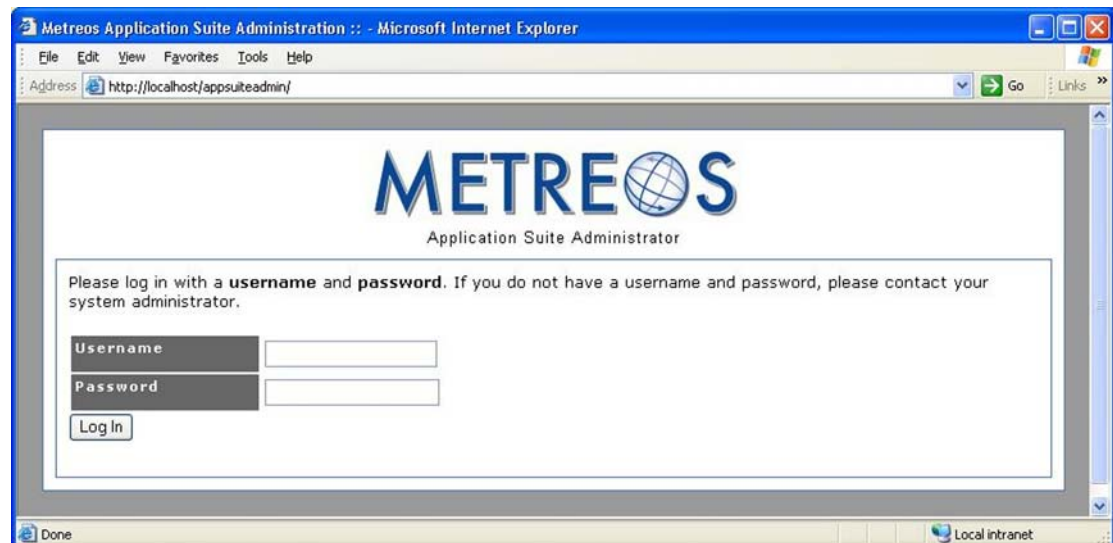 Metreos Application Suite Administration :: - Microsoft Internet Explorer
File Edit View Favorites Tools Help
Address http://localhost/appsuiteadmin/ Go Links »
METREOS
Application Suite Administrator
Please log in with a username and password. If you do not have a username and password, please contact your
system administrator.
Username
Password
Log In
Done Local intranet